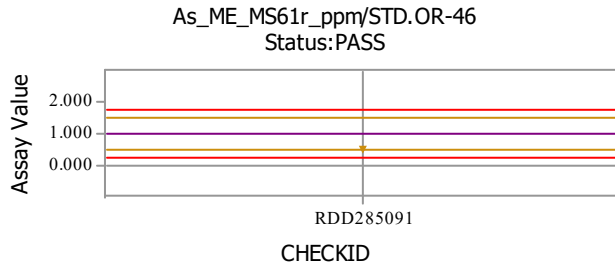 As_ME_MS61r_ppm/STD.OR-46
Status:PASS
Assay Value
2.000
1.000
0.000
RDD285091
CHECKID